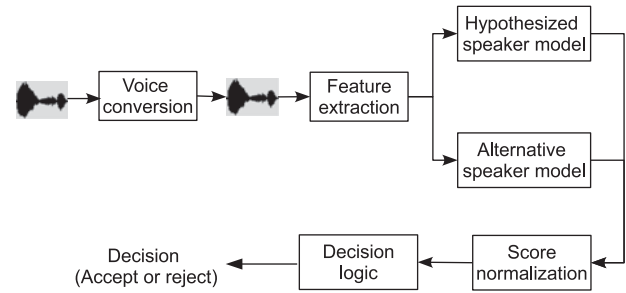 Hypothesized
speaker model
Voice
conversion
Feature
extraction
Alternative
speaker model
Decision
(Accept or reject)
Decision
logic
Score
normalization